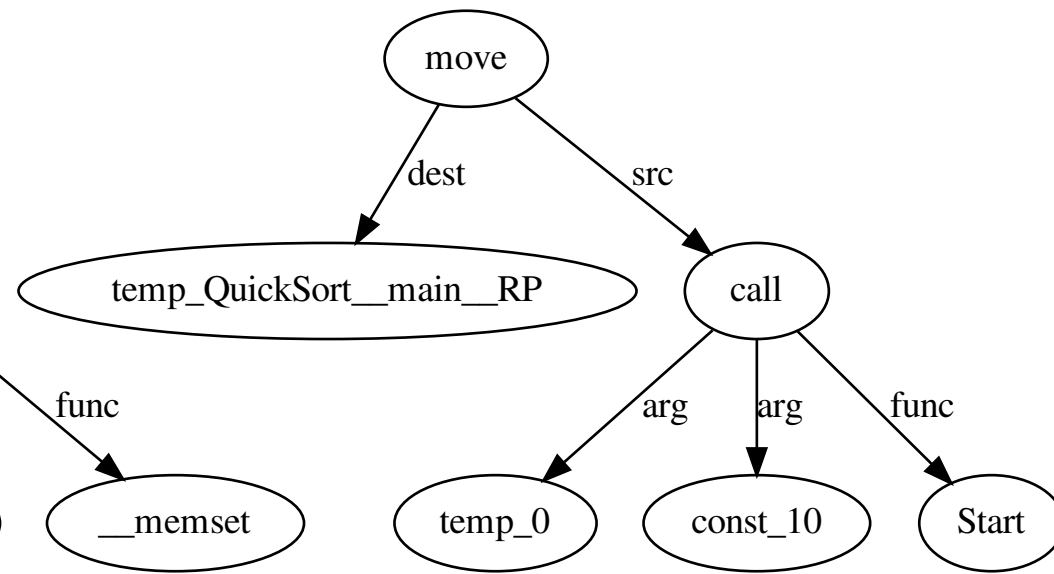 move
dest
src
temp_QuickSort__main__RP
call
func
arg
arg
func
__memset
temp_0
const_10
Start